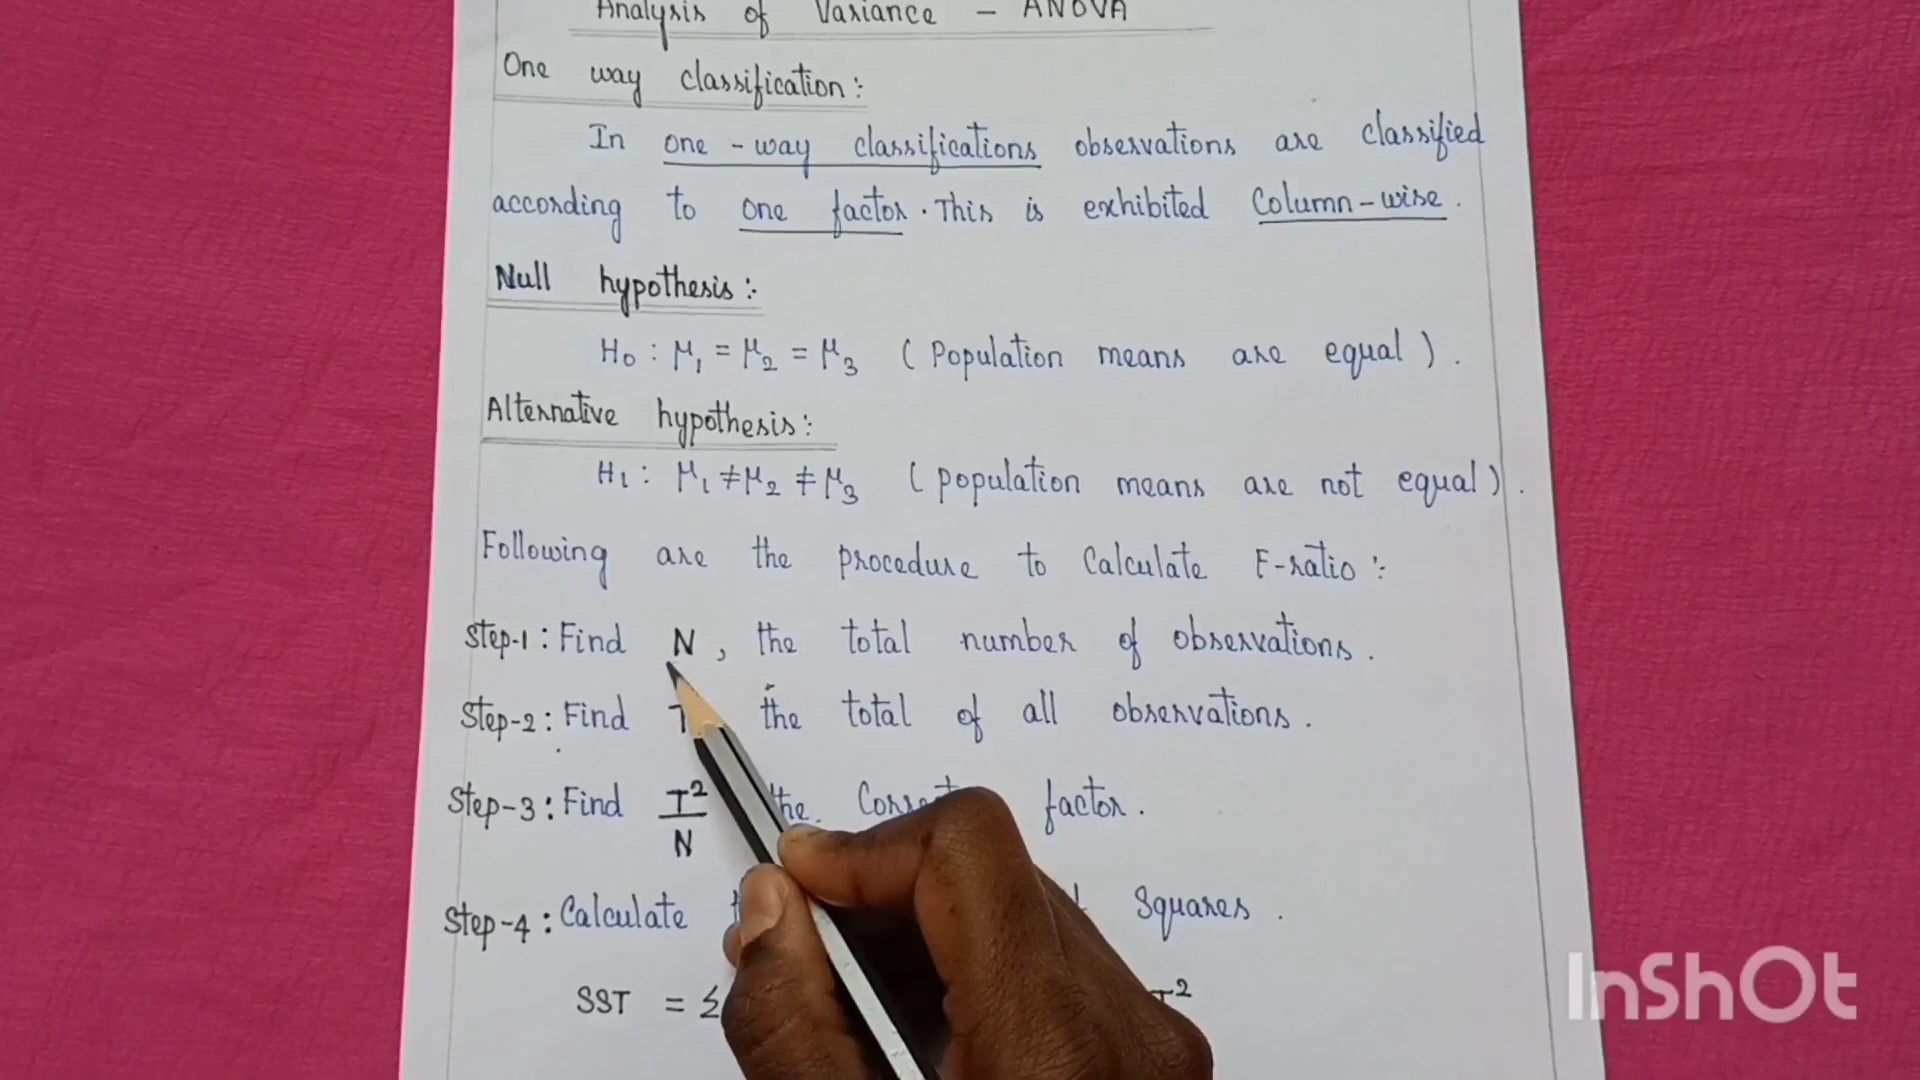 Analysis of Variance - ANOVA
One way classification:
In one-way classifications observations are classified
according to one factor. This is exhibited Column-wise.
Null hypothesis:
H0 : μ1 = μ2 = μ3 (Population means are equal).
Alternative hypothesis:
H1 : μ1 ≠ μ2 ≠ μ3 (population means are not equal).
Following are the procedure to Calculate F-ratio:
Step-1: Find N, the total number of observations.
Step-2: Find the total of all observations.
Step-3: Find T²/N the factor.
Step-4: Calculate Squares.
SST = Σ T²
InShOt